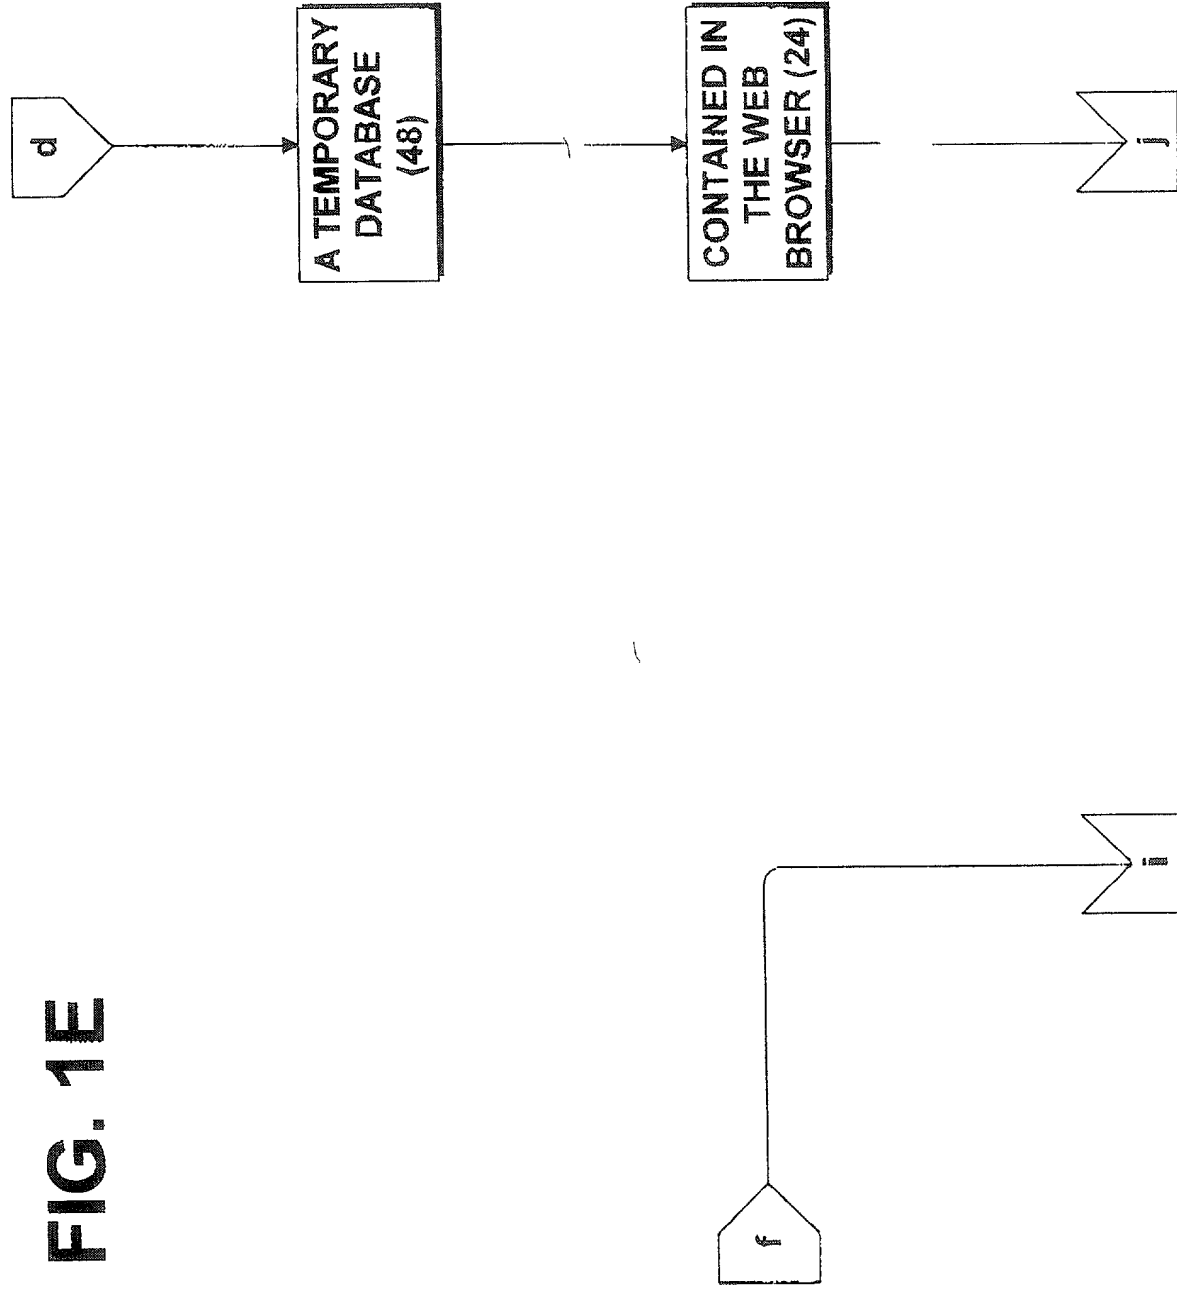 FIG. 1E
d
A TEMPORARY
DATABASE
(48)
CONTAINED IN
THE WEB
BROWSER (24)
j
f
i